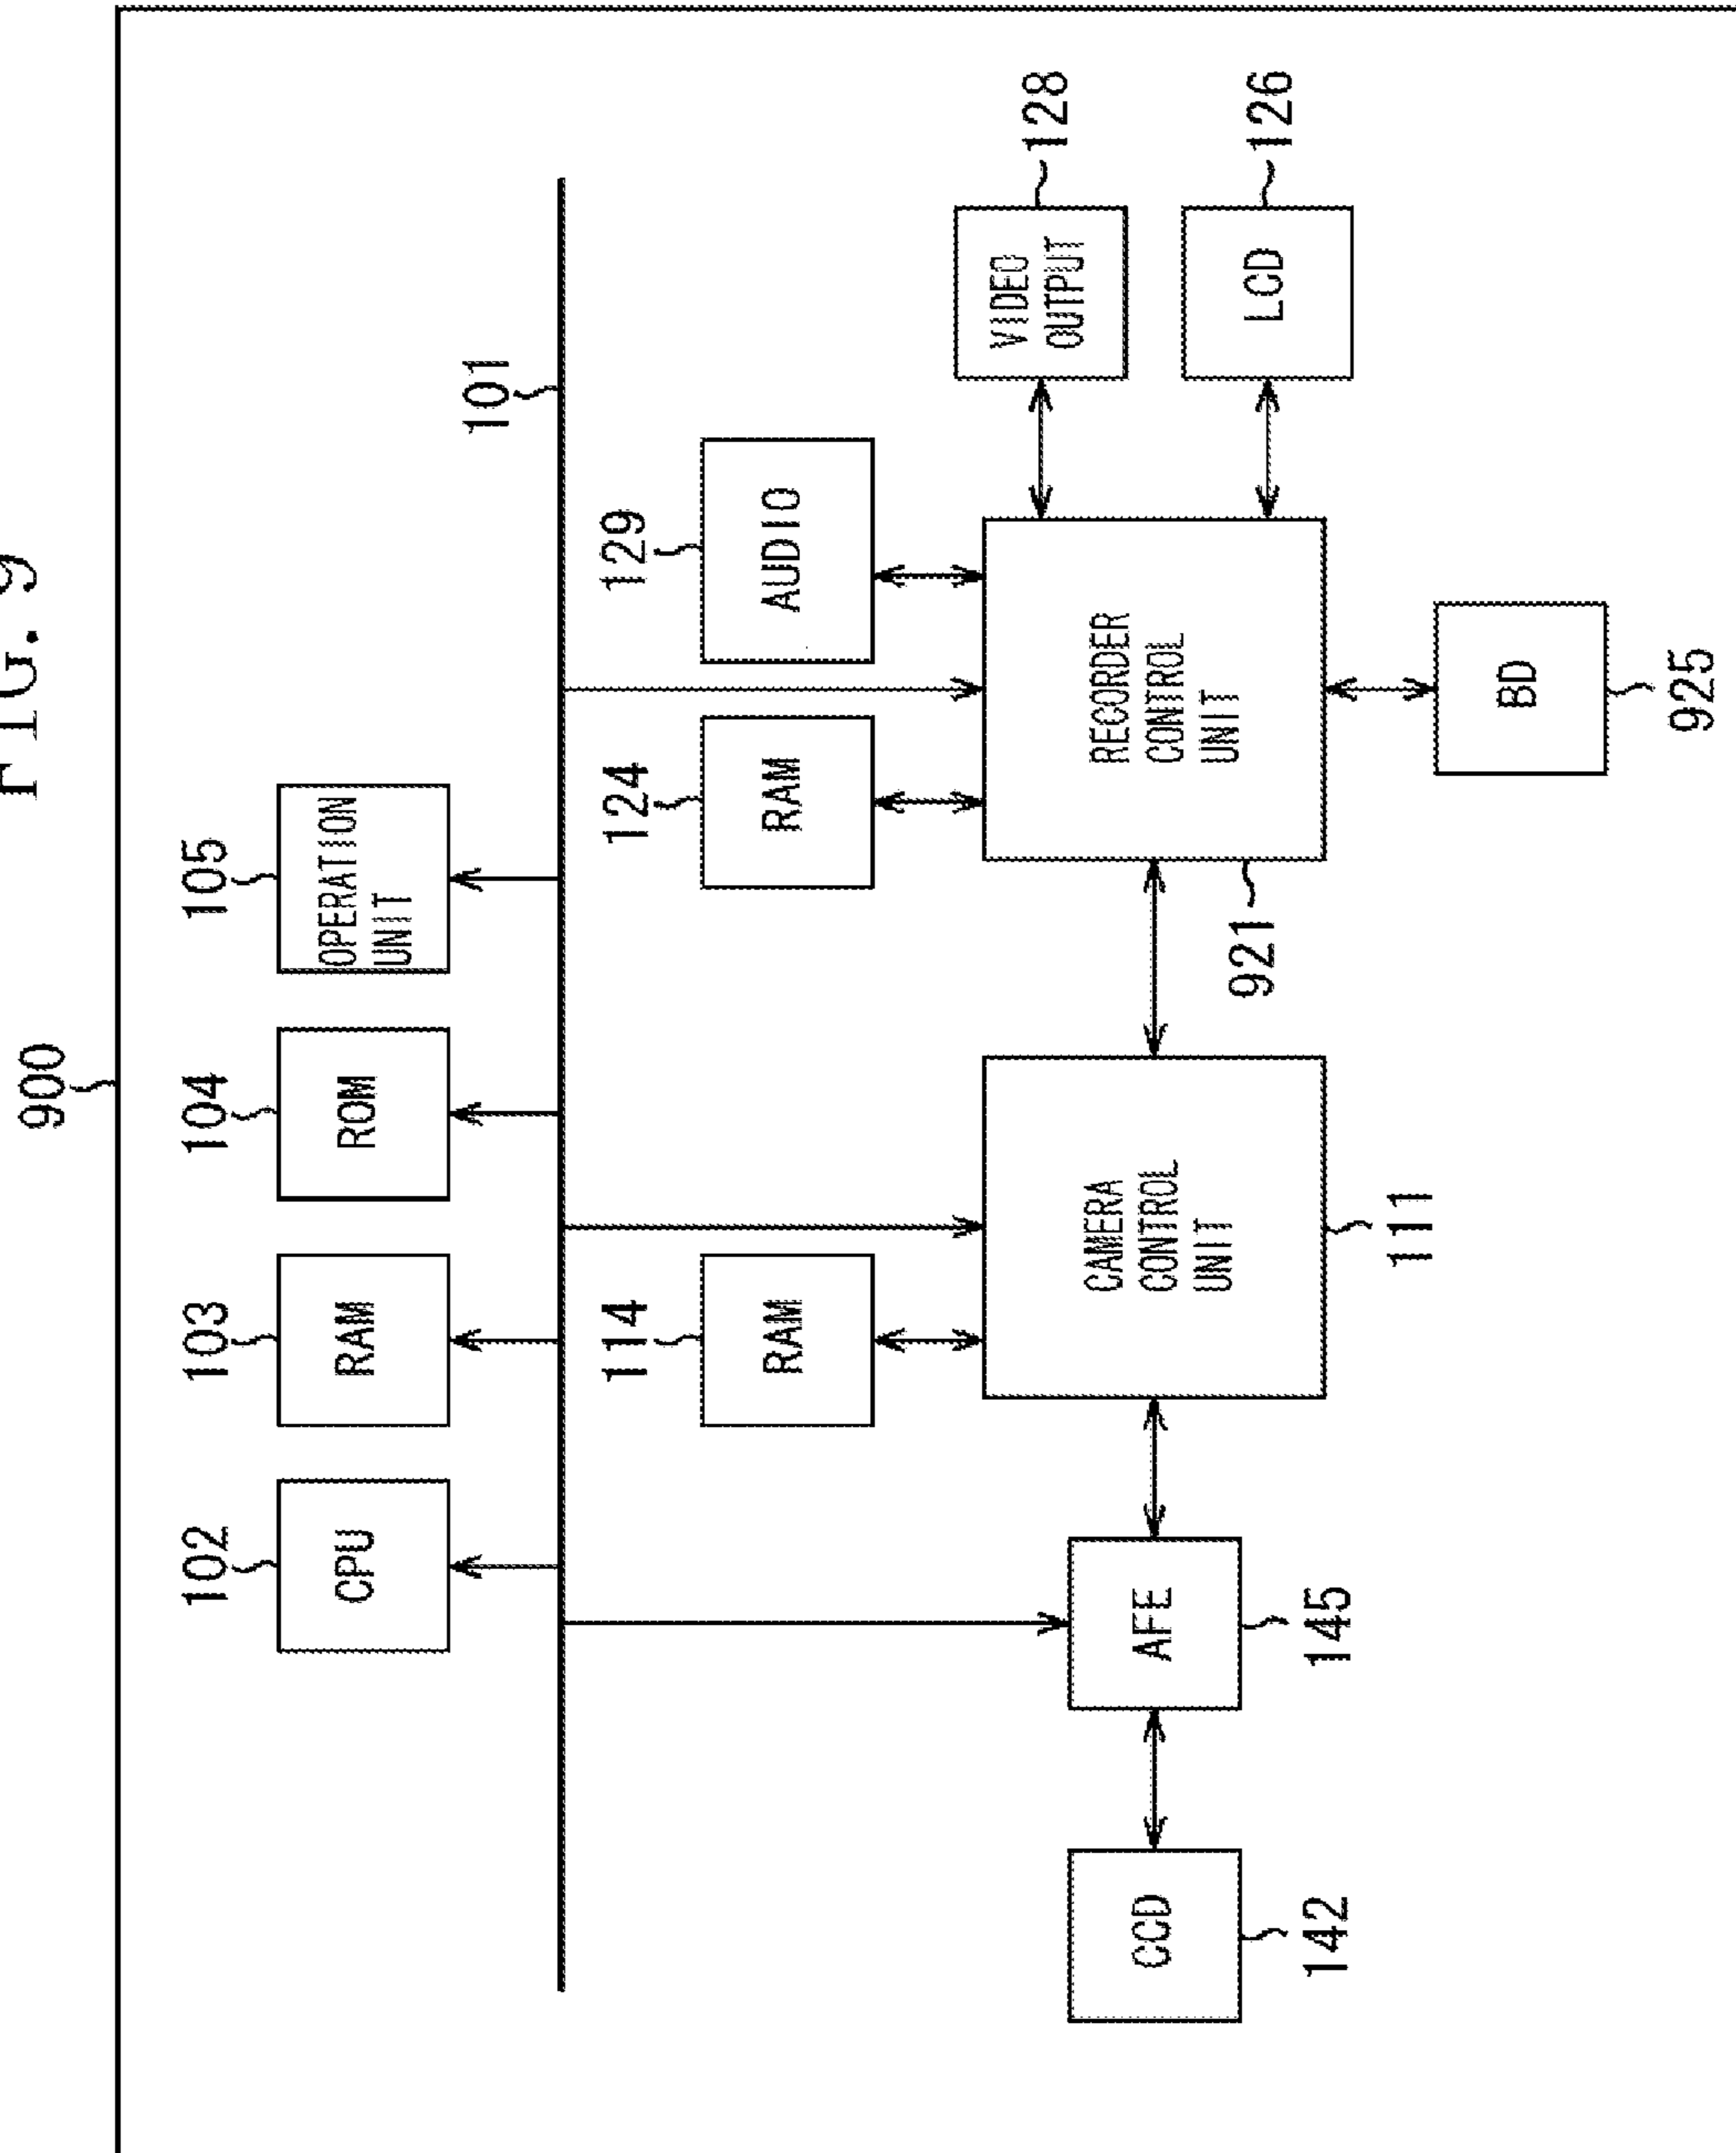 FIG. 9
900
102
103
104
105
CPU
RAM
ROM
OPERATION
UNIT
101
114
124
129
RAM
RAM
AUDIO
128
VIDEO
OUTPUT
126
LCD
CCD
142
AFE
145
CAMERA
CONTROL
UNIT
111
RECORDER
CONTROL
UNIT
921
BD
925